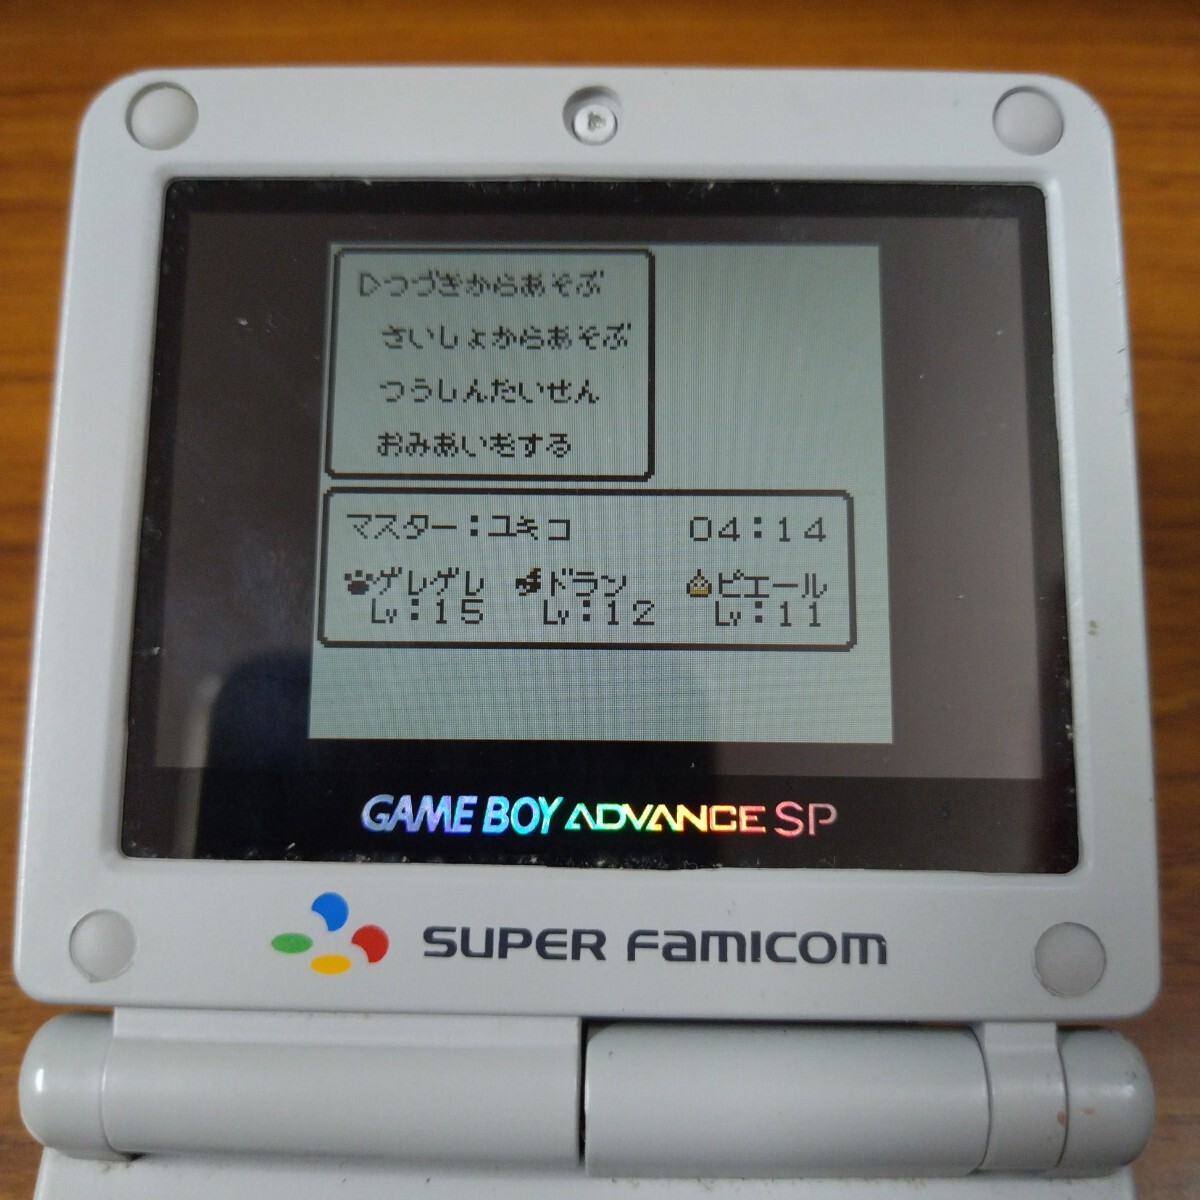 ▷つづきからあそぶ
さいしょからあそぶ
つうしんたいせん
おみあいをする
マスター:ユキコ 04:14
ゲレゲレ ドラン ピエール
Lv:15 Lv:12 Lv:11
GAME BOY ADVANCE SP
SUPER FAMICOM